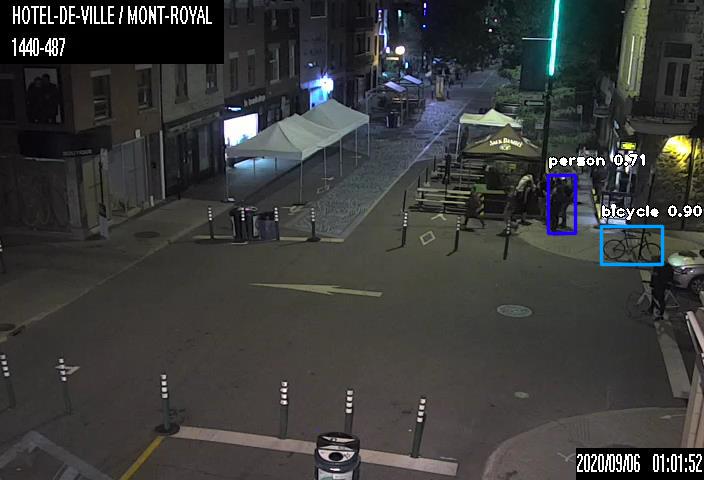 HOTEL-DE-VILLE / MONT-ROYAL
1440-487
person 0.71
bicycle 0.90
2020/09/06 01:01:52